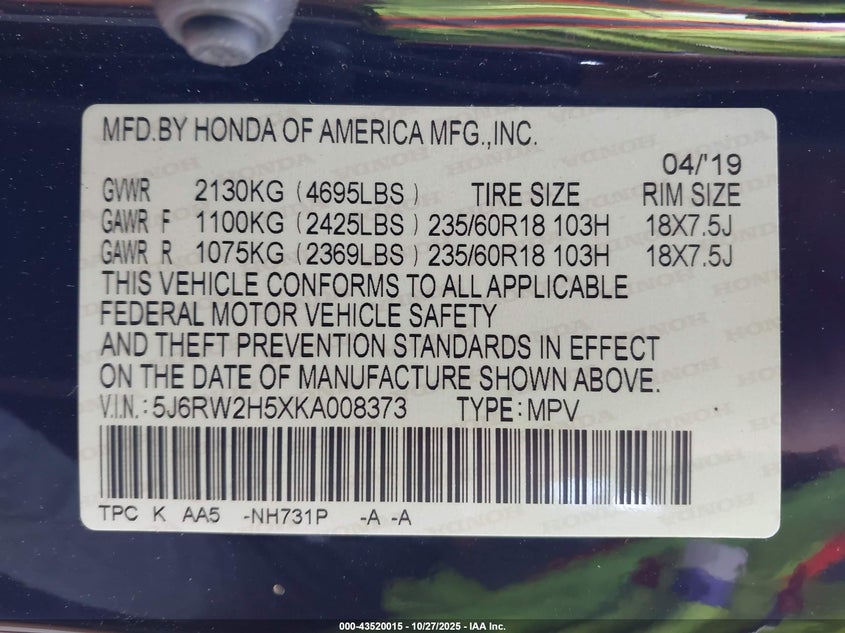 MFD.BY HONDA OF AMERICA MFG.,INC.
04/'19
GVWR 2130KG (4695LBS) TIRE SIZE RIM SIZE
GAWR F 1100KG (2425LBS) 235/60R18 103H 18X7.5J
GAWR R 1075KG (2369LBS) 235/60R18 103H 18X7.5J
THIS VEHICLE CONFORMS TO ALL APPLICABLE
FEDERAL MOTOR VEHICLE SAFETY
AND THEFT PREVENTION STANDARDS IN EFFECT
ON THE DATE OF MANUFACTURE SHOWN ABOVE.
V.I.N.: 5J6RW2H5XKA008373 TYPE: MPV
TPC K AA5 -NH731P -A -A
000-43520015 - 10/27/2025 - IAA Inc.